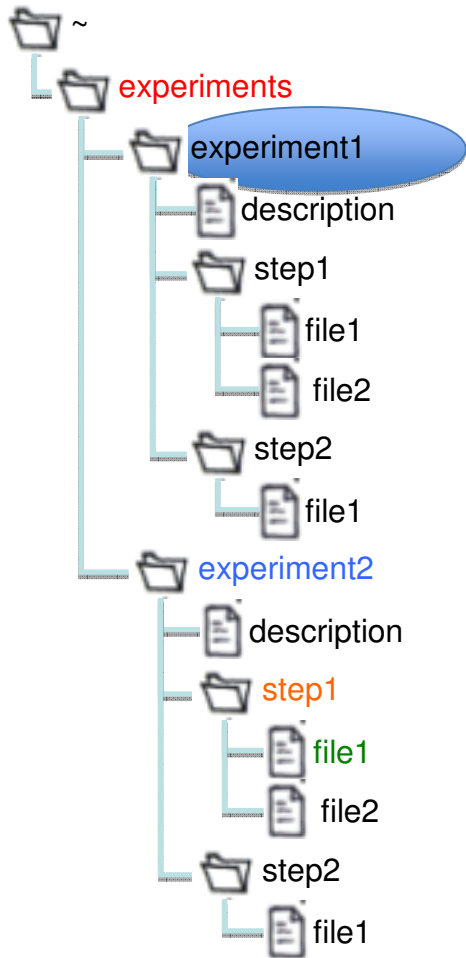 ~
experiments
experiment1
description
step1
file1
file2
step2
file1
experiment2
description
step1
file1
file2
step2
file1